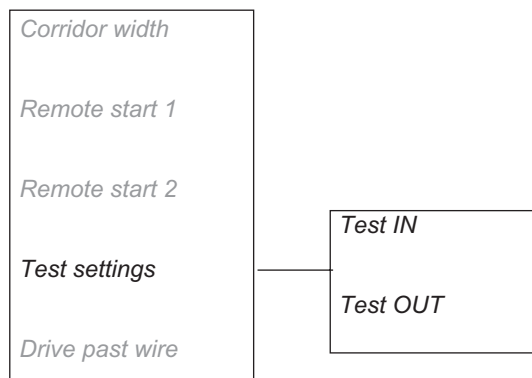 Corridor width
Remote start 1
Remote start 2
Test settings
Drive past wire
Test IN
Test OUT